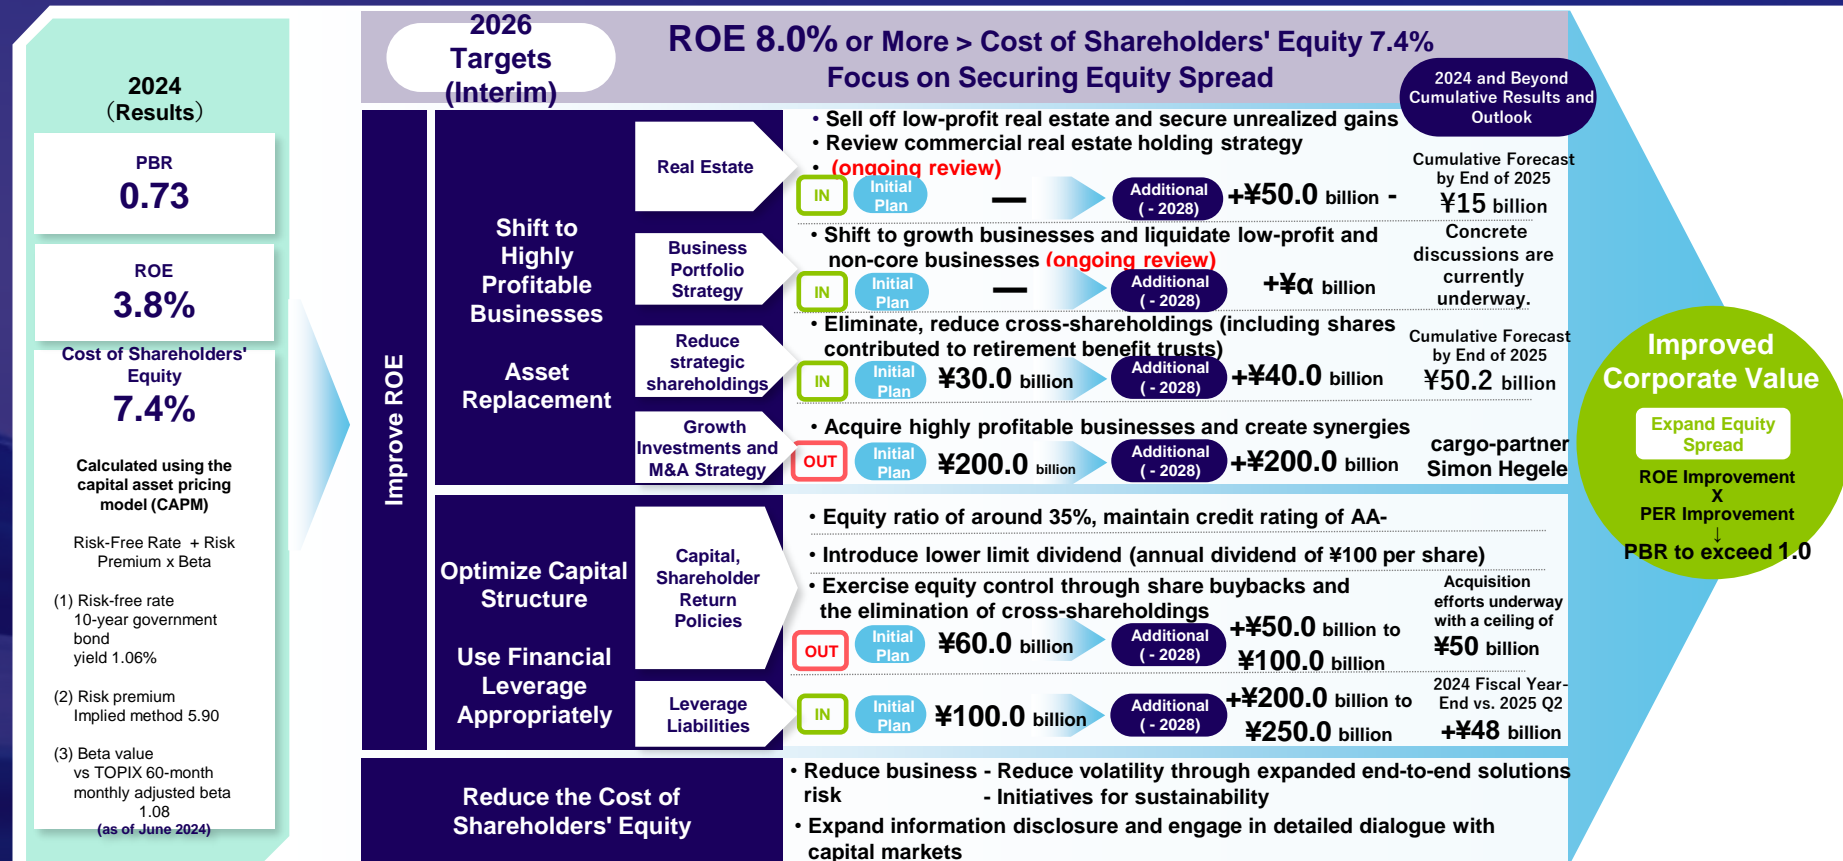 2024
（Results）
PBR
0.73
ROE
3.8%
Cost of Shareholders'
Equity
7.4%
Calculated using the
capital asset pricing
model (CAPM)
Risk-Free Rate + Risk
Premium x Beta
(1) Risk-free rate
10-year government
bond
yield 1.06%
(2) Risk premium
Implied method 5.90
(3) Beta value
vs TOPIX 60-month
monthly adjusted beta
1.08
(as of June 2024)
2026
Targets
(Interim)
ROE 8.0% or More > Cost of Shareholders' Equity 7.4%
Focus on Securing Equity Spread
2024 and Beyond
Cumulative Results and
Outlook
Improve ROE
Shift to
Highly
Profitable
Businesses
Asset
Replacement
Real Estate
• Sell off low-profit real estate and secure unrealized gains
• Review commercial real estate holding strategy
• (ongoing review)
IN
Initial
Plan
—
Additional
( - 2028)
+¥50.0 billion -
Cumulative Forecast
by End of 2025
¥15 billion
Business
Portfolio
Strategy
• Shift to growth businesses and liquidate low-profit and
non-core businesses (ongoing review)
IN
Initial
Plan
—
Additional
( - 2028)
+¥α billion
Concrete
discussions are
currently
underway.
Reduce
strategic
shareholdings
• Eliminate, reduce cross-shareholdings (including shares
contributed to retirement benefit trusts)
IN
Initial
Plan
¥30.0 billion
Additional
( - 2028)
+¥40.0 billion
Cumulative Forecast
by End of 2025
¥50.2 billion
Growth
Investments and
M&A Strategy
• Acquire highly profitable businesses and create synergies
OUT
Initial
Plan
¥200.0 billion
Additional
( - 2028)
+¥200.0 billion
cargo-partner
Simon Hegele
Optimize Capital
Structure
Use Financial
Leverage
Appropriately
Capital,
Shareholder
Return
Policies
• Equity ratio of around 35%, maintain credit rating of AA-
• Introduce lower limit dividend (annual dividend of ¥100 per share)
• Exercise equity control through share buybacks and
the elimination of cross-shareholdings
OUT
Initial
Plan
¥60.0 billion
Additional
( - 2028)
+¥50.0 billion to
¥100.0 billion
Acquisition
efforts underway
with a ceiling of
¥50 billion
Leverage
Liabilities
IN
Initial
Plan
¥100.0 billion
Additional
( - 2028)
+¥200.0 billion to
¥250.0 billion
2024 Fiscal Year-
End vs. 2025 Q2
+¥48 billion
Reduce the Cost of
Shareholders' Equity
• Reduce business - Reduce volatility through expanded end-to-end solutions
risk - Initiatives for sustainability
• Expand information disclosure and engage in detailed dialogue with
capital markets
Improved
Corporate Value
Expand Equity
Spread
ROE Improvement
X
PER Improvement
↓
PBR to exceed 1.0